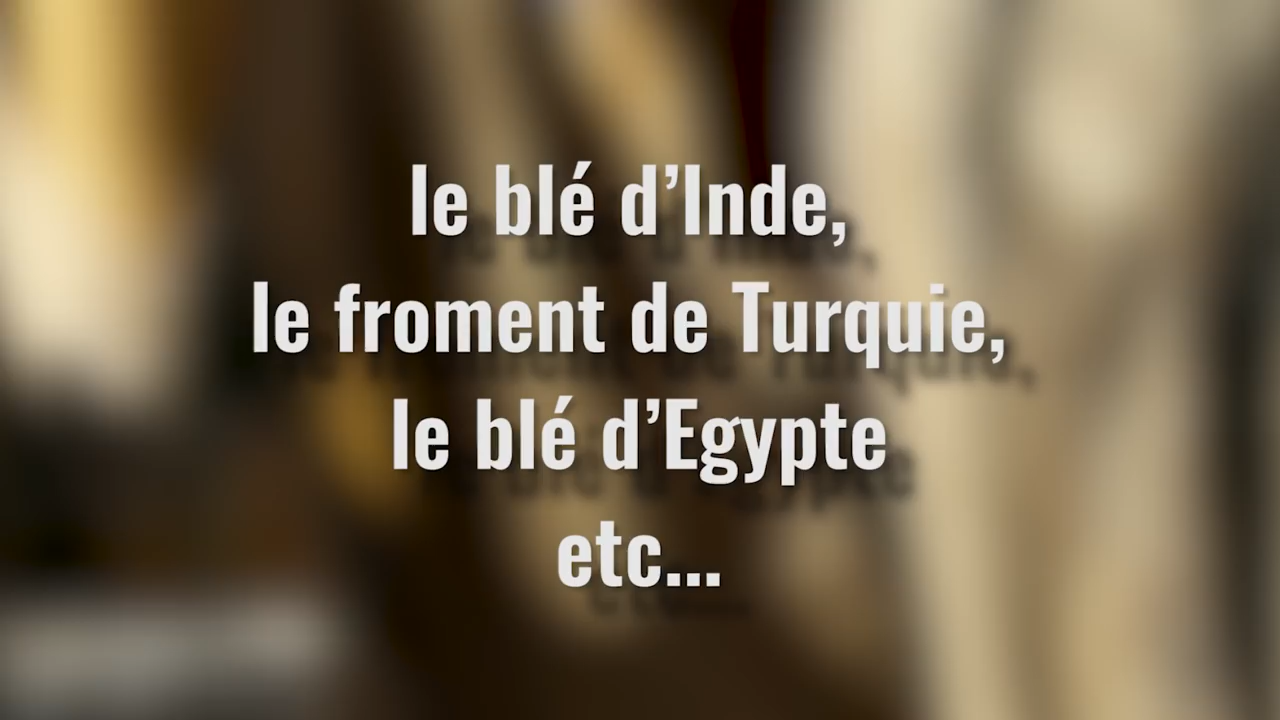 le blé d’Inde,
le froment de Turquie,
le blé d’Egypte
etc...